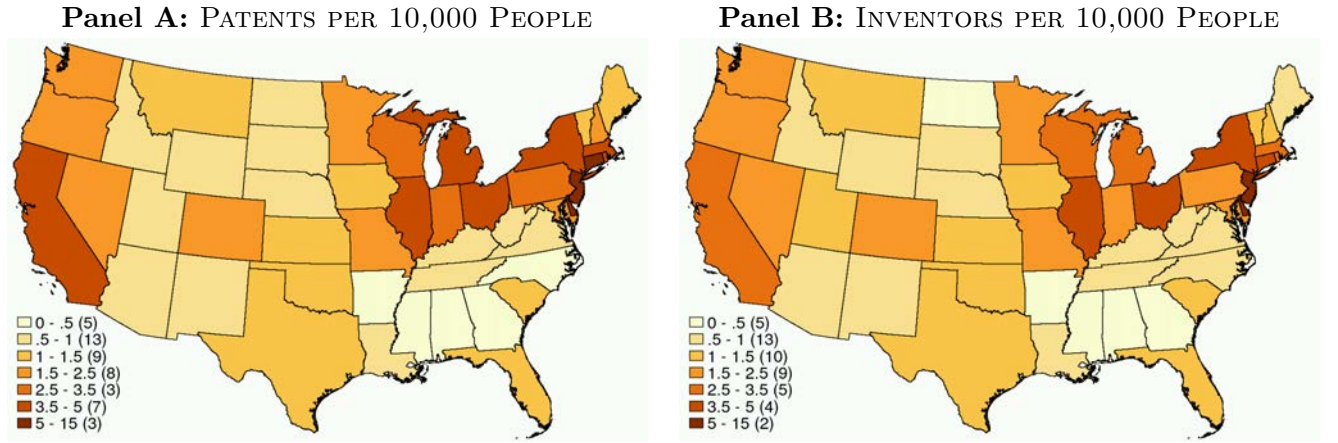 Panel A: PATENTS PER 10,000 PEOPLE
0 - .5 (5)
.5 - 1 (13)
1 - 1.5 (9)
1.5 - 2.5 (8)
2.5 - 3.5 (3)
3.5 - 5 (7)
5 - 15 (3)
Panel B: INVENTORS PER 10,000 PEOPLE
0 - .5 (5)
.5 - 1 (13)
1 - 1.5 (10)
1.5 - 2.5 (9)
2.5 - 3.5 (5)
3.5 - 5 (4)
5 - 15 (2)